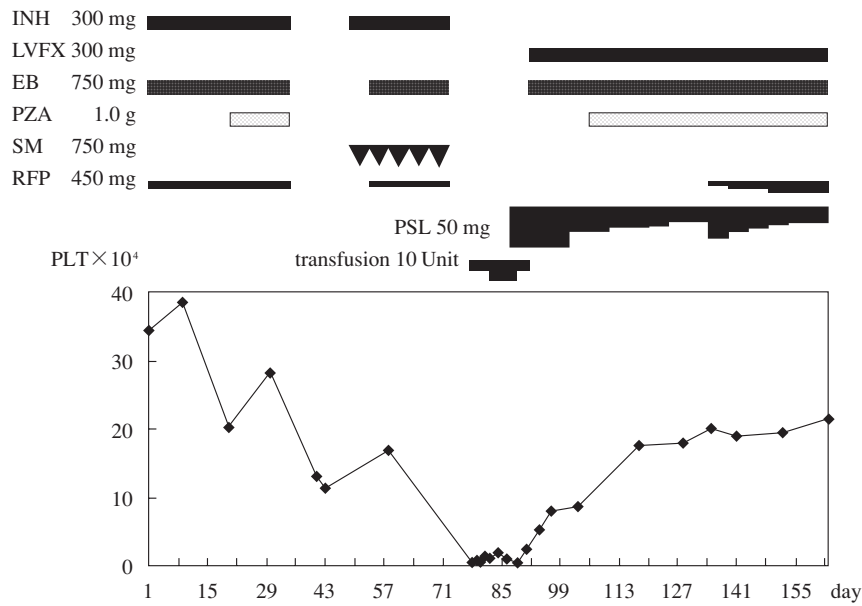 INH 300 mg
LVFX 300 mg
EB 750 mg
PZA 1.0 g
SM 750 mg
RFP 450 mg
PSL 50 mg
PLT×10⁴ transfusion 10 Unit
40
30
20
10
0
1 15 29 43 57 71 85 99 113 127 141 155 day